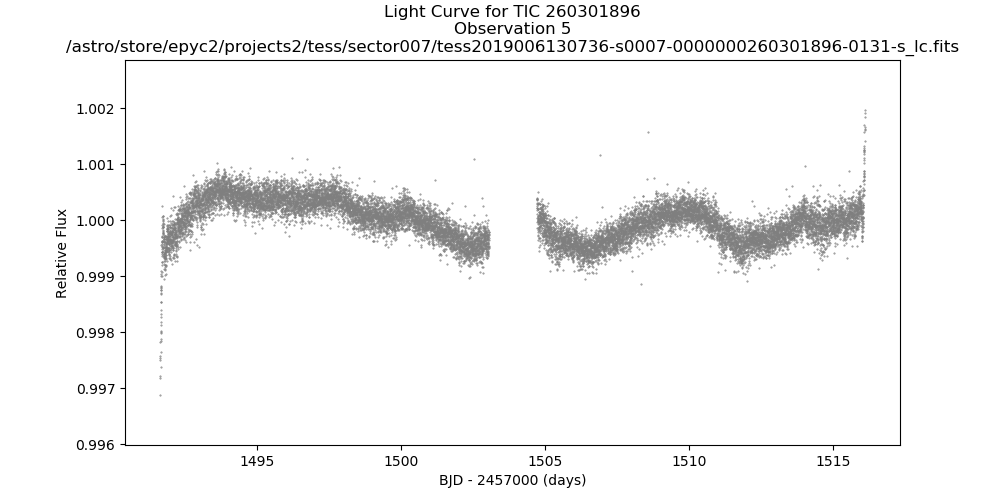 Light Curve for TIC 260301896
Observation 5
/astro/store/epyc2/projects2/tess/sector007/tess2019006130736-s0007-0000000260301896-0131-s_lc.fits
1.002
1.001
1.000
0.999
0.998
0.997
0.996
Relative Flux
1495
1500
1505
1510
1515
BJD - 2457000 (days)